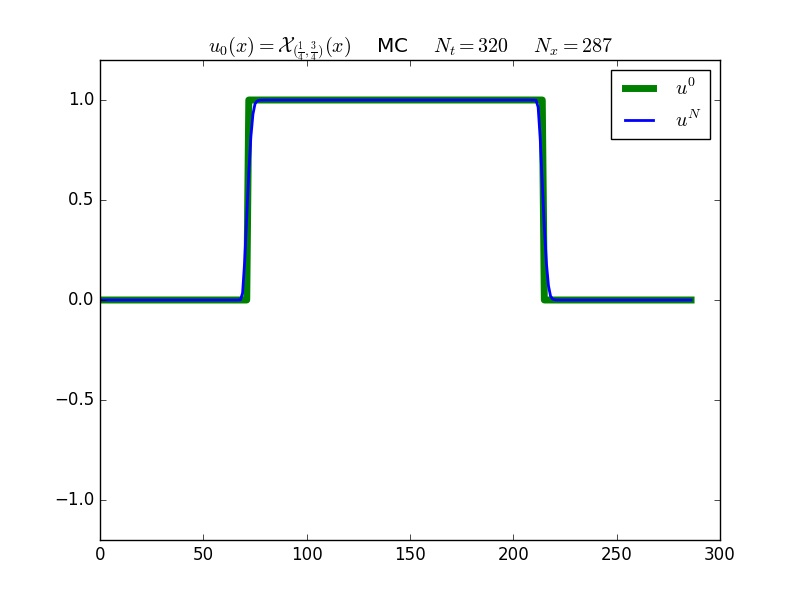 u_0(x) = 𝒳_{(1/4, 3/4)}(x) MC N_t = 320 N_x = 287
u^0
u^N
1.0
0.5
0.0
−0.5
−1.0
0 50 100 150 200 250 300